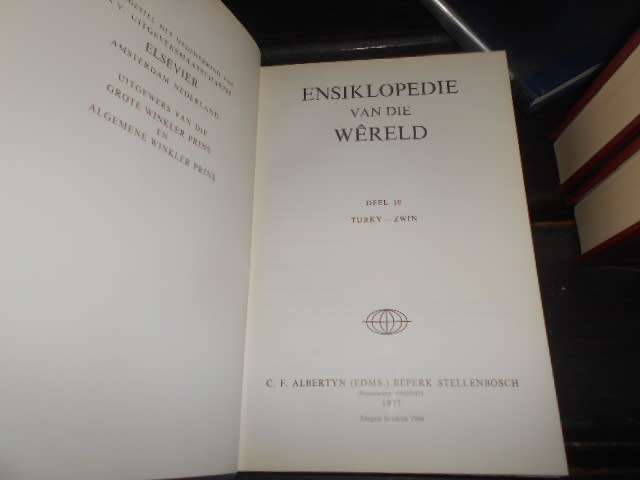 ELSEVIER
AMSTERDAM NEDERLAND
UITGEWERS VAN DIE
GROTE WINKLER PRINS
EN
ALGEMENE WINKLER PRINS
ENSIKLOPEDIE
VAN DIE
WÊRELD
DEEL 10
TURKY - ZWIN
C. F. ALBERTYN (EDMS.) BEPERK STELLENBOSCH
1977